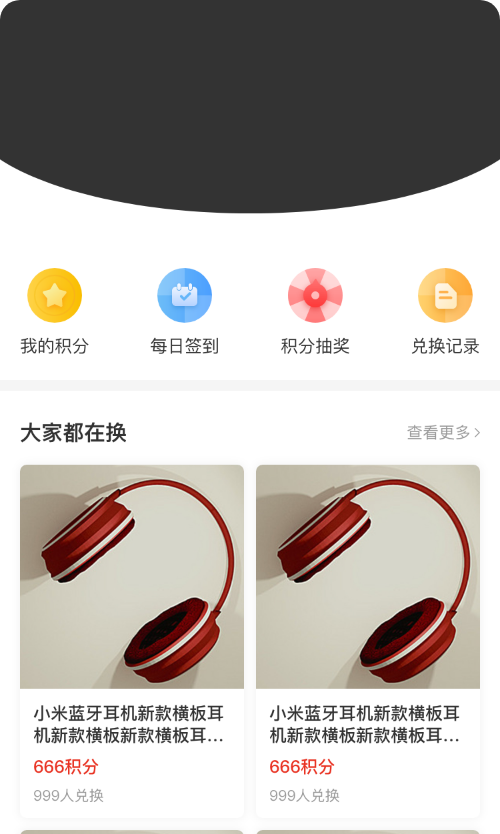 我的积分
每日签到
积分抽奖
兑换记录
大家都在换
查看更多
小米蓝牙耳机新款横板耳
机新款横板新款横板耳...
666积分
999人兑换
小米蓝牙耳机新款横板耳
机新款横板新款横板耳...
666积分
999人兑换